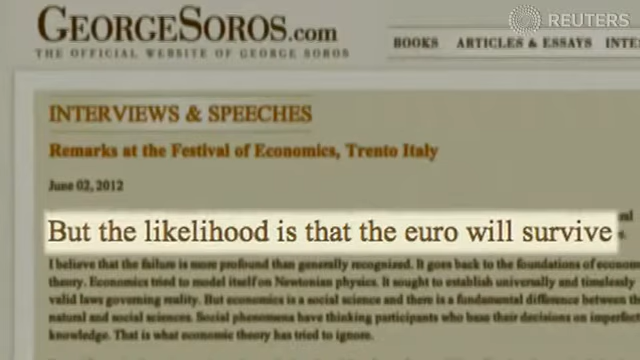 GEORGESOROS.com
REUTERS
THE OFFICIAL WEBSITE OF GEORGE SOROS
BOOKS ARTICLES & ESSAYS INTE
INTERVIEWS & SPEECHES
Remarks at the Festival of Economics, Trento Italy
June 02, 2012
But the likelihood is that the euro will survive
I believe that the failure is more profound than generally recognized. It goes back to the foundations of econom
theory. Economics tried to model itself on Newtonian physics. It sought to establish universally and timelessly
valid laws governing reality. But economics is a social science and there is a fundamental difference between th
natural and social sciences. Social phenomena have thinking participants who base their decisions on imperfect
knowledge. That is what economic theory has tried to ignore.